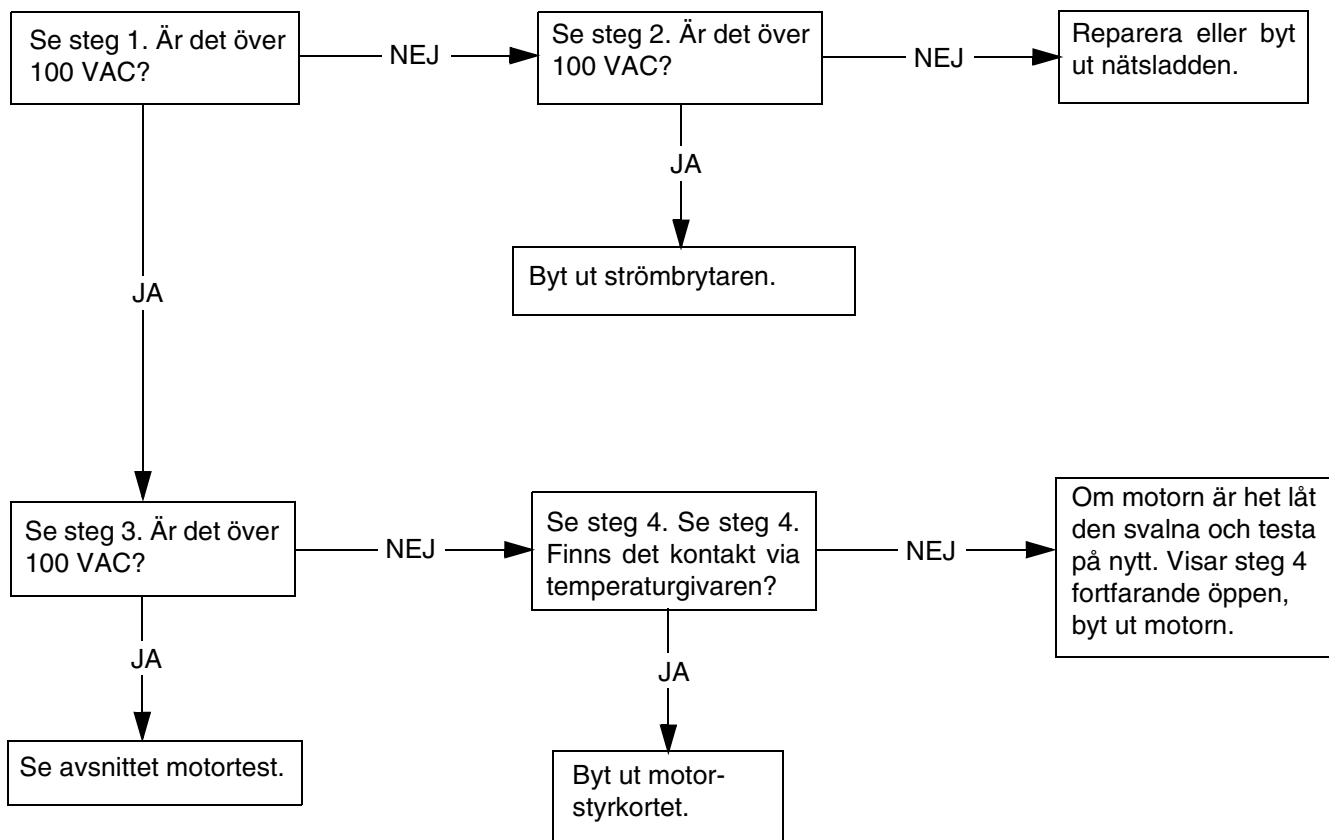 Se steg 1. Är det över
100 VAC?
NEJ
Se steg 2. Är det över
100 VAC?
NEJ
Reparera eller byt
ut nätsladden.
JA
Byt ut strömbrytaren.
JA
Se steg 3. Är det över
100 VAC?
NEJ
Se steg 4. Se steg 4.
Finns det kontakt via
temperaturgivaren?
NEJ
Om motorn är het låt
den svalna och testa
på nytt. Visar steg 4
fortfarande öppen,
byt ut motorn.
JA
JA
Se avsnittet motortest.
Byt ut motor-
styrkortet.